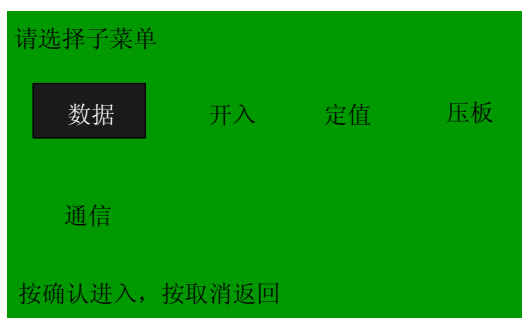 请选择子菜单
数据 开入 定值 压板
通信
按确认进入，按取消返回